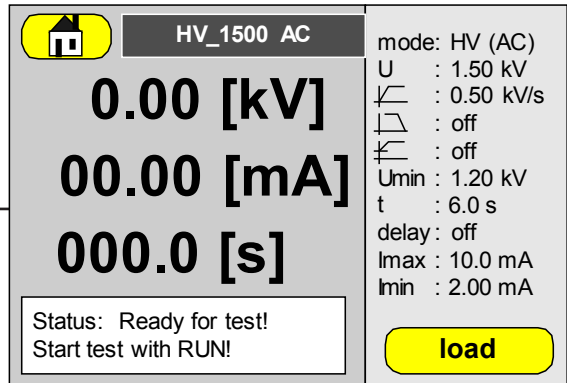 HV_1500 AC
0.00 [kV]
00.00 [mA]
000.0 [s]
Status: Ready for test!
Start test with RUN!
mode: HV (AC)
U : 1.50 kV
: 0.50 kV/s
: off
: off
Umin : 1.20 kV
t : 6.0 s
delay : off
Imax : 10.0 mA
Imin : 2.00 mA
load